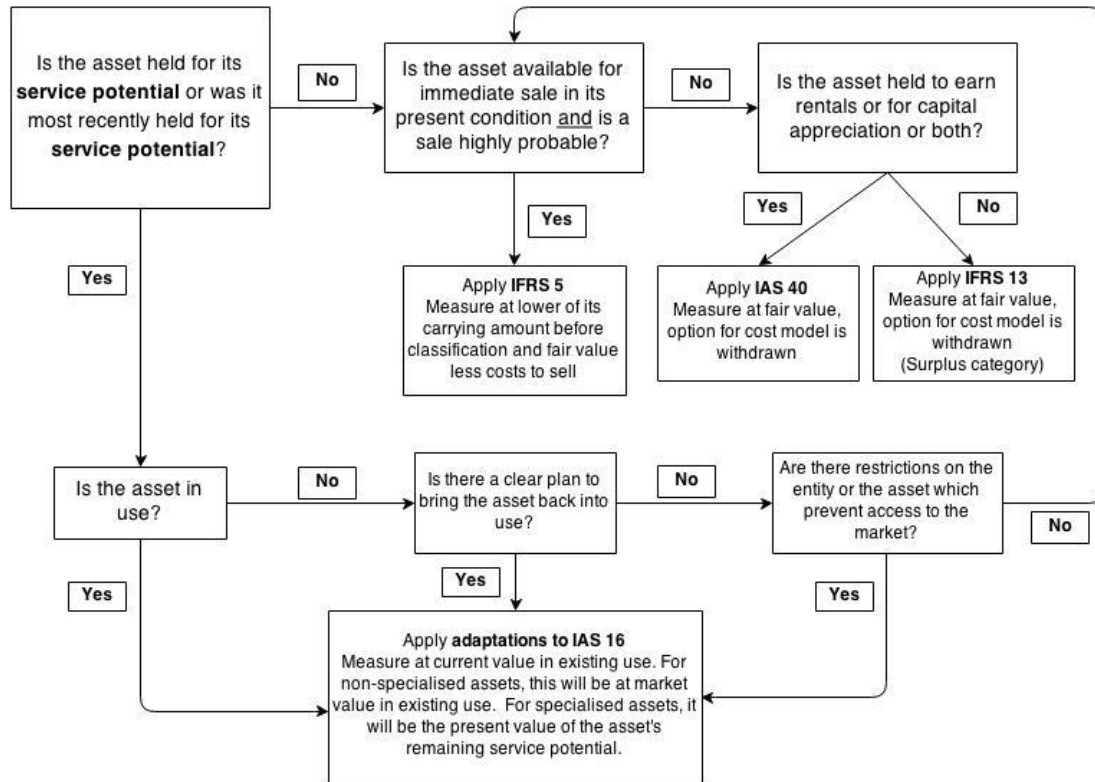 Is the asset held for its
service potential or was it
most recently held for its
service potential?
No
Is the asset available for
immediate sale in its
present condition and is a
sale highly probable?
No
Is the asset held to earn
rentals or for capital
appreciation or both?
Yes
Yes
Yes
No
Apply IFRS 5
Measure at lower of its
carrying amount before
classification and fair value
less costs to sell
Apply IAS 40
Measure at fair value,
option for cost model is
withdrawn
Apply IFRS 13
Measure at fair value,
option for cost model is
withdrawn
(Surplus category)
Is the asset in
use?
No
Is there a clear plan to
bring the asset back into
use?
No
Are there restrictions on the
entity or the asset which
prevent access to the
market?
No
Yes
Yes
Yes
Apply adaptations to IAS 16
Measure at current value in existing use. For
non-specialised assets, this will be at market
value in existing use. For specialised assets, it
will be the present value of the asset's
remaining service potential.